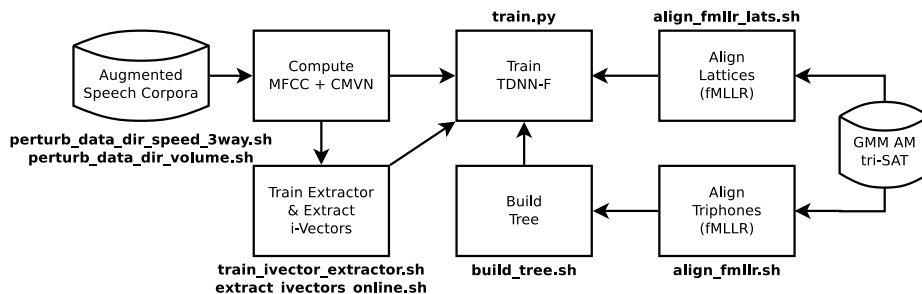 train.py
align_fmllr_lats.sh
Augmented
Speech Corpora
Compute
MFCC + CMVN
Train
TDNN-F
Align
Lattices
(fMLLR)
perturb_data_dir_speed_3way.sh
perturb_data_dir_volume.sh
GMM AM
tri-SAT
Train Extractor
& Extract
i-Vectors
Build
Tree
Align
Triphones
(fMLLR)
train_ivector_extractor.sh
extract_ivectors_online.sh
build_tree.sh
align_fmllr.sh